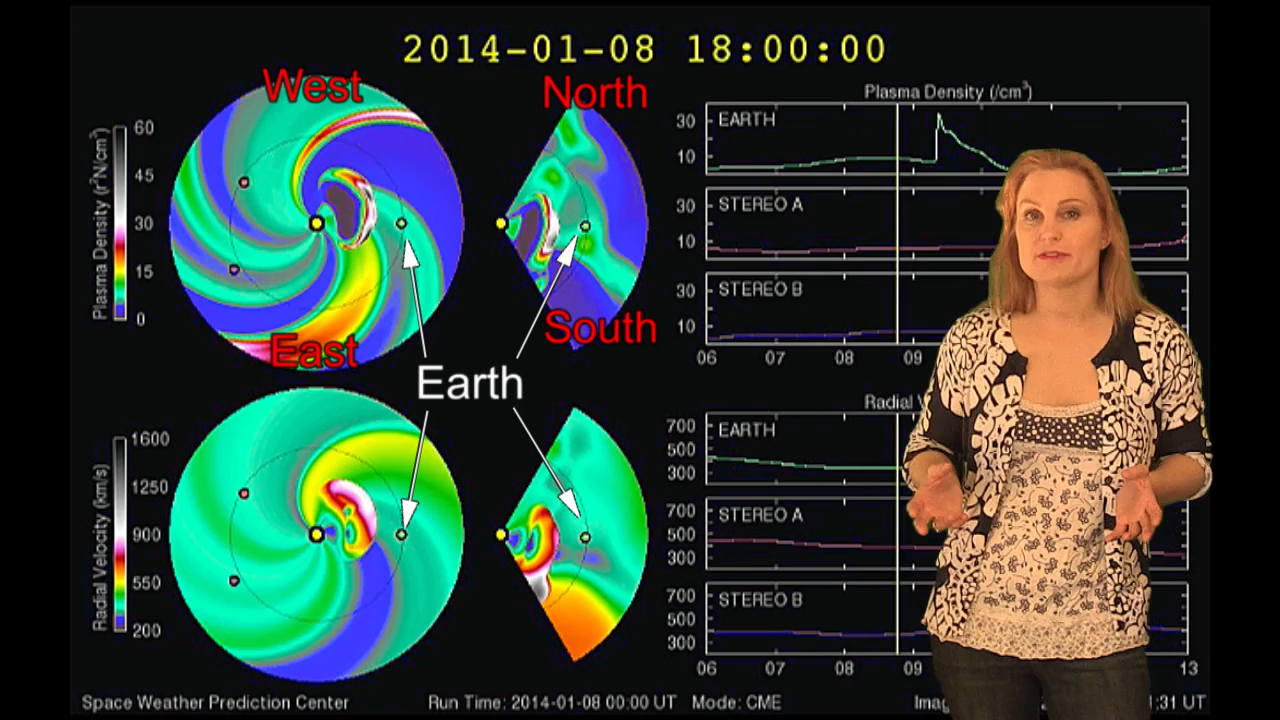 2014-01-08 18:00:00
West
North
Plasma Density (r²N/cm³)
60
45
30
15
0
East
South
Earth
Plasma Density (/cm³)
EARTH
30
10
STEREO A
30
10
STEREO B
30
10
06 07 08 09
Radial Velocity (km/s)
1600
1250
900
550
200
Radial
EARTH
700
500
300
STEREO A
700
500
300
STEREO B
700
500
300
06 07 08 09 13
Space Weather Prediction Center
Run Time: 2014-01-08 00:00 UT Mode: CME
:31 UT